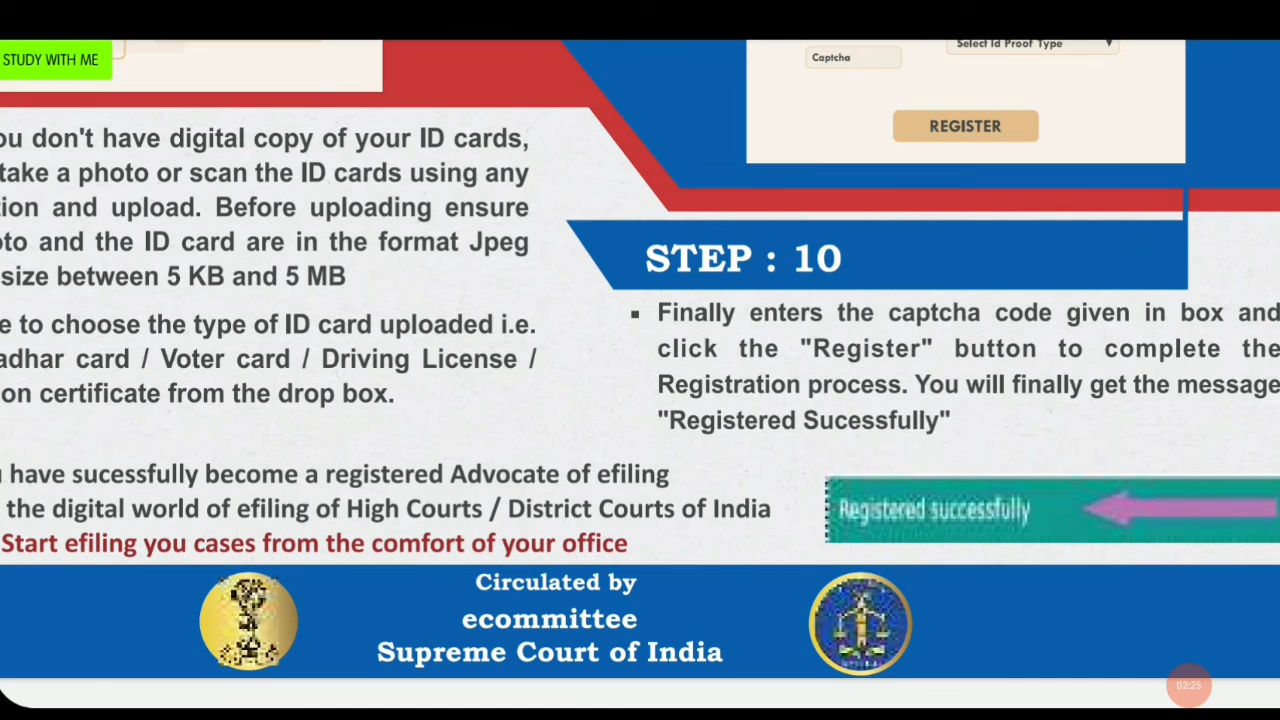 STUDY WITH ME
Select Id Proof Type
Captcha
REGISTER
ou don't have digital copy of your ID cards,
take a photo or scan the ID cards using any
tion and upload. Before uploading ensure
oto and the ID card are in the format Jpeg
size between 5 KB and 5 MB
e to choose the type of ID card uploaded i.e.
adhar card / Voter card / Driving License /
on certificate from the drop box.
STEP : 10
▪ Finally enters the captcha code given in box and
click the "Register" button to complete the
Registration process. You will finally get the message
"Registered Sucessfully"
have sucessfully become a registered Advocate of efiling
the digital world of efiling of High Courts / District Courts of India
Start efiling you cases from the comfort of your office
Registered successfully
Circulated by
ecommittee
Supreme Court of India
02:25